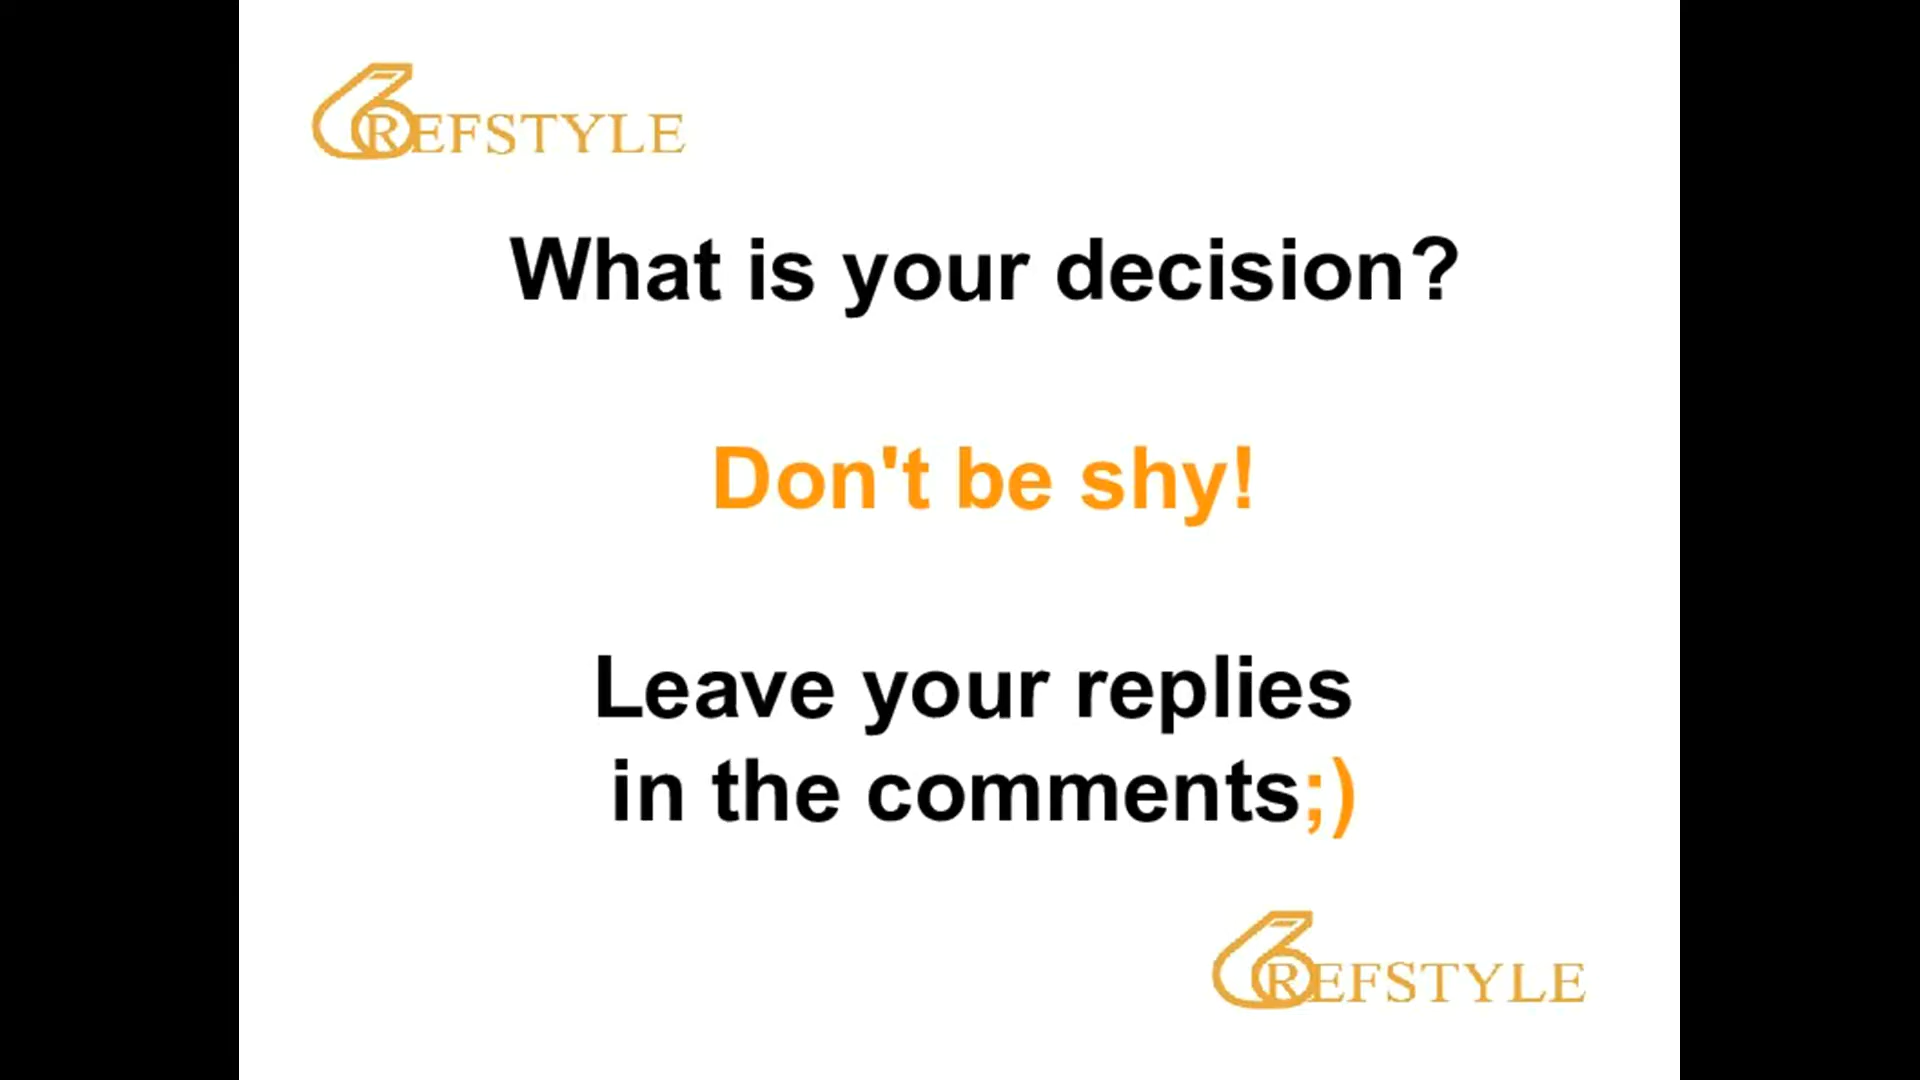 REFSTYLE
What is your decision?
Don't be shy!
Leave your replies
in the comments;)
REFSTYLE